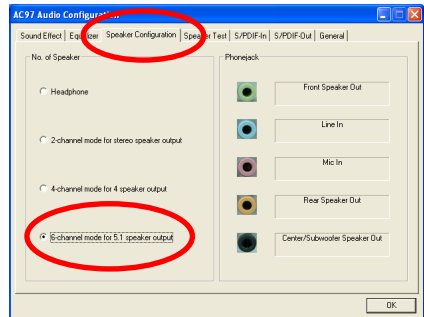 AC97 Audio Configuration
Sound Effect Equalizer Speaker Configuration Speaker Test S/PDIF-In S/PDIF-Out General
No. of Speaker
Headphone
2-channel mode for stereo speaker output
4-channel mode for 4 speaker output
6-channel mode for 5.1 speaker output
Phonejack
Front Speaker Out
Line In
Mic In
Rear Speaker Out
Center/Subwoofer Speaker Out
OK